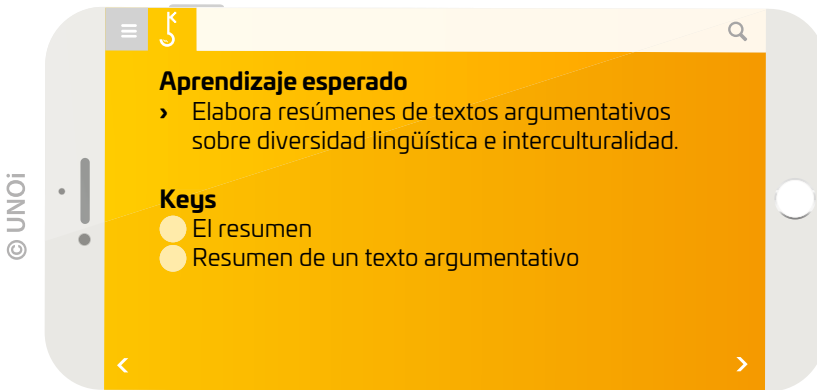 Aprendizaje esperado
› Elabora resúmenes de textos argumentativos
sobre diversidad lingüística e interculturalidad.
Keys
El resumen
Resumen de un texto argumentativo
© UNOi